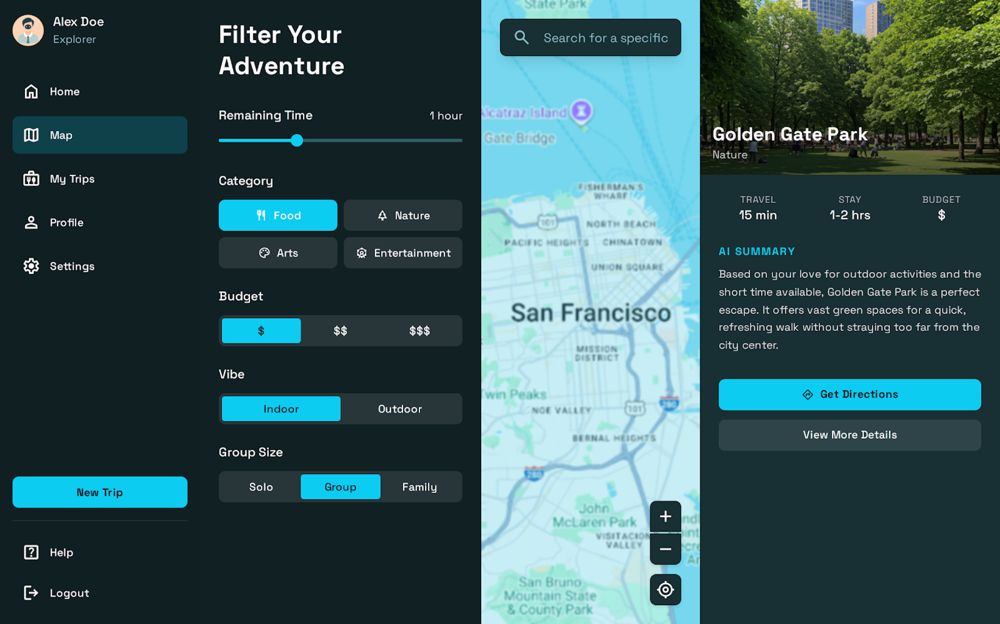 Alex Doe
Explorer
Home
Map
My Trips
Profile
Settings
New Trip
Help
Logout
Filter Your
Adventure
Remaining Time
1 hour
Category
Food
Nature
Arts
Entertainment
Budget
$
$$
$$$
Vibe
Indoor
Outdoor
Group Size
Solo
Group
Family
State Park
Search for a specific
Alcatraz Island
Gate Bridge
FISHERMAN'S
WHARF
101
NORTH BEACH
PACIFIC HEIGHTS
CHINATOWN
UNION SQUARE
San Francisco
MISSION
DISTRICT
Twin Peaks
NOE VALLEY
101
280
BERNAL HEIGHTS
280
John
McLaren Park
VISITACION
VALLEY
San Bruno
Mountain State
& County Park
Golden Gate Park
Nature
TRAVEL
15 min
STAY
1-2 hrs
BUDGET
$
AI SUMMARY
Based on your love for outdoor activities and the
short time available, Golden Gate Park is a perfect
escape. It offers vast green spaces for a quick,
refreshing walk without straying too far from the
city center.
Get Directions
View More Details